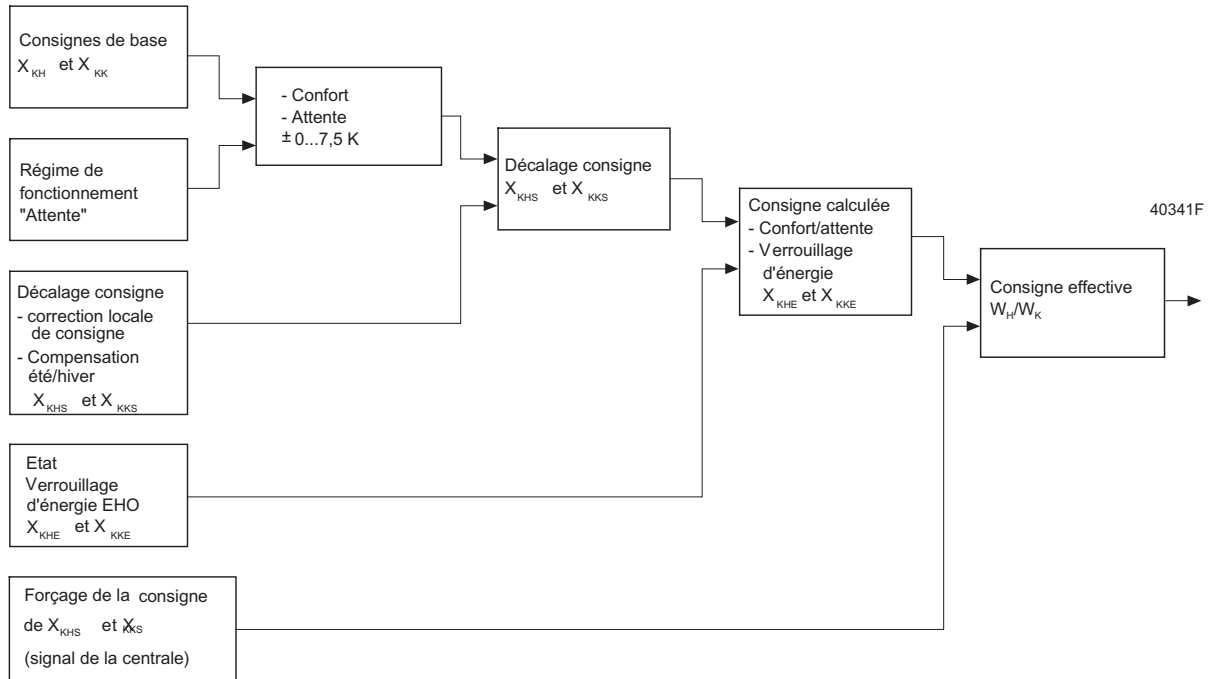 Consignes de base
X KH et X KK
Régime de
fonctionnement
"Attente"
Décalage consigne
- correction locale
de consigne
- Compensation
été/hiver
X KHS et X KKS
Etat
Verrouillage
d'énergie EHO
X KHE et X KKE
Forçage de la consigne
de X KHS et X KKS
(signal de la centrale)
- Confort
- Attente
± 0...7,5 K
Décalage consigne
X KHS et X KKS
Consigne calculée
- Confort/attente
- Verrouillage
d'énergie
X KHE et X KKE
Consigne effective
W H/W K
40341F